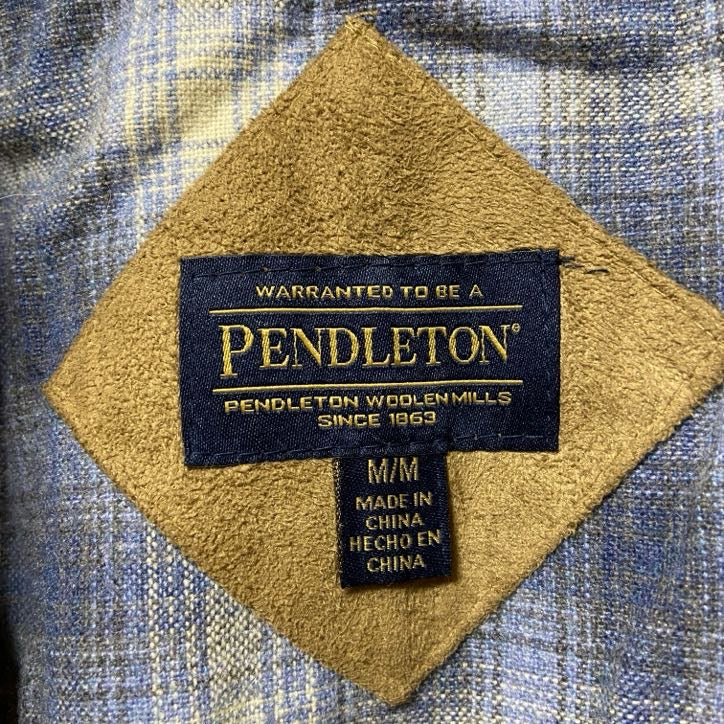 WARRANTED TO BE A
PENDLETON®
PENDLETON WOOLEN MILLS
SINCE 1863
M/M
MADE IN
CHINA
HECHO EN
CHINA